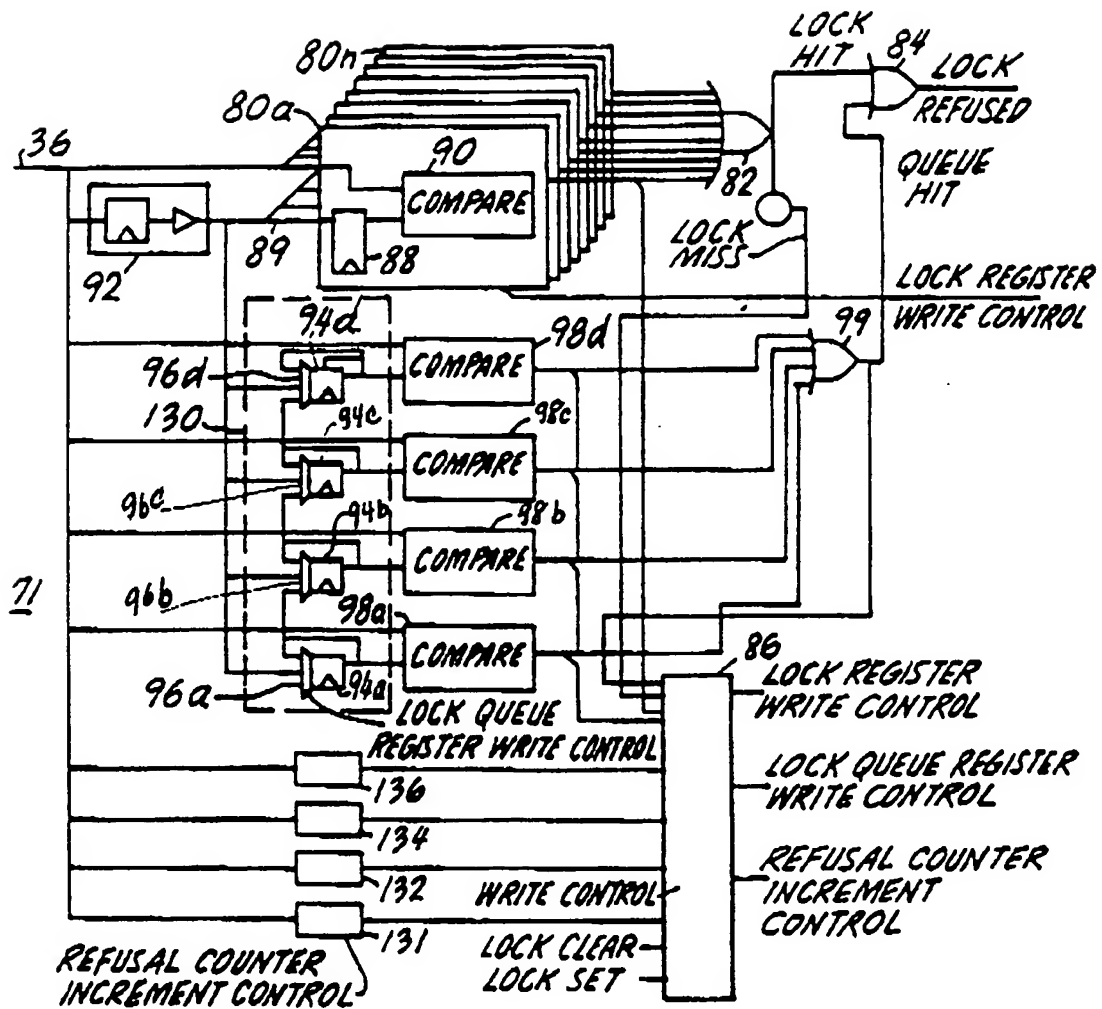 80n
LOCK HIT
84
LOCK REFUSED
80a
36
90
COMPARE
82
QUEUE HIT
92
89
88
LOCK MISS
LOCK REGISTER WRITE CONTROL
94d
98d
99
96d
COMPARE
130
94c
98c
COMPARE
96c
94b
98b
COMPARE
96b
71
98a
COMPARE
86
96a
94a
LOCK QUEUE REGISTER WRITE CONTROL
LOCK REGISTER WRITE CONTROL
136
LOCK QUEUE REGISTER WRITE CONTROL
134
132
WRITE CONTROL
REFUSAL COUNTER INCREMENT CONTROL
131
LOCK CLEAR
REFUSAL COUNTER INCREMENT CONTROL
LOCK SET